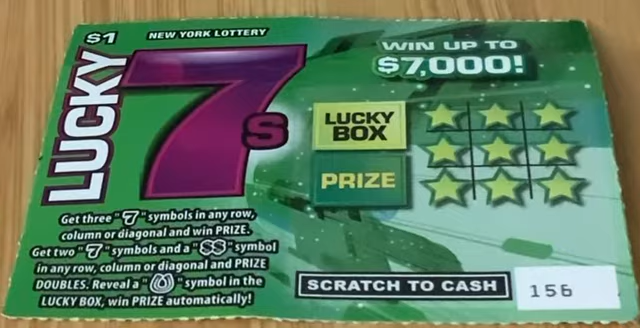 $1 NEW YORK LOTTERY
LUCKY
7s
WIN UP TO
$7,000!
LUCKY
BOX
PRIZE
Get three "7" symbols in any row,
column or diagonal and win PRIZE.
Get two "7" symbols and a "$$" symbol
in any row, column or diagonal and PRIZE
DOUBLES. Reveal a " " symbol in the
LUCKY BOX, win PRIZE automatically!
SCRATCH TO CASH
156